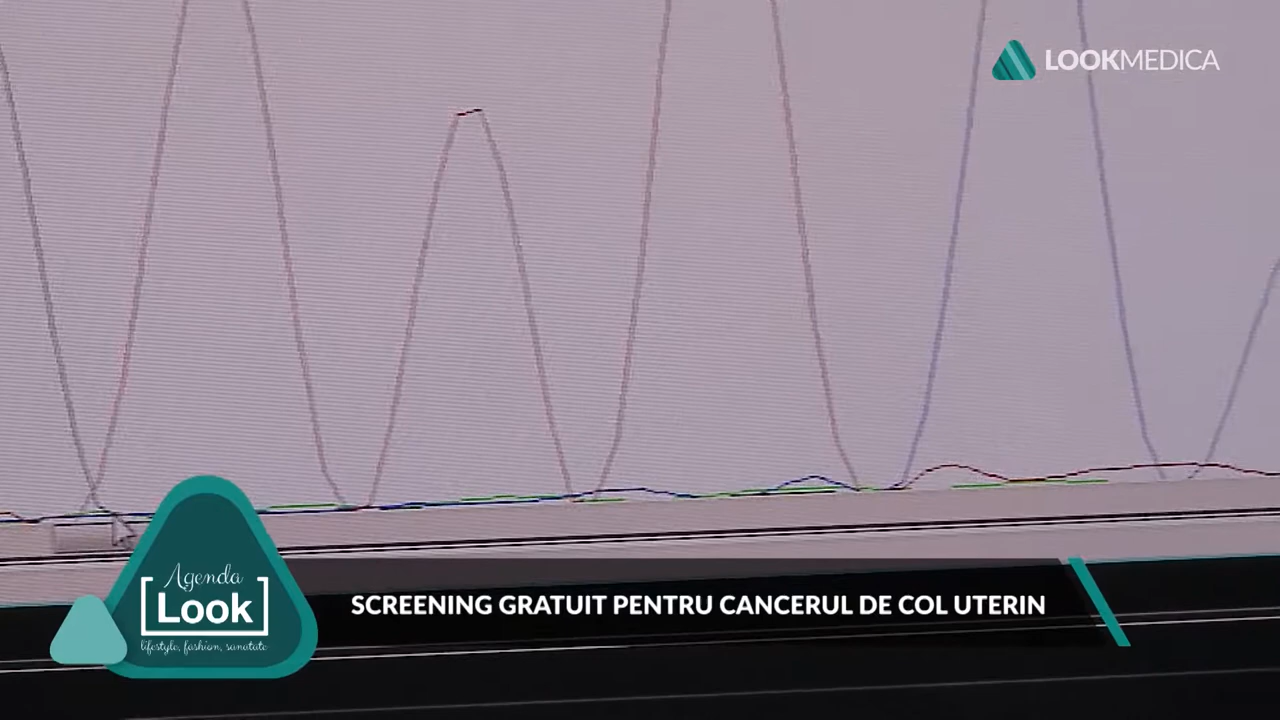 LOOKMEDICA
Agenda
Look
lifestyle, fashion, sanatate
SCREENING GRATUIT PENTRU CANCERUL DE COL UTERIN